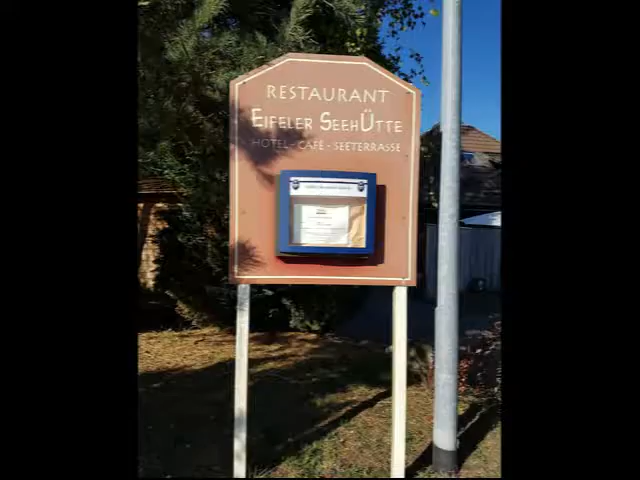 RESTAURANT
EIFELER SEEHÜTTE
HOTEL - CAFÉ - SEETERRASSE